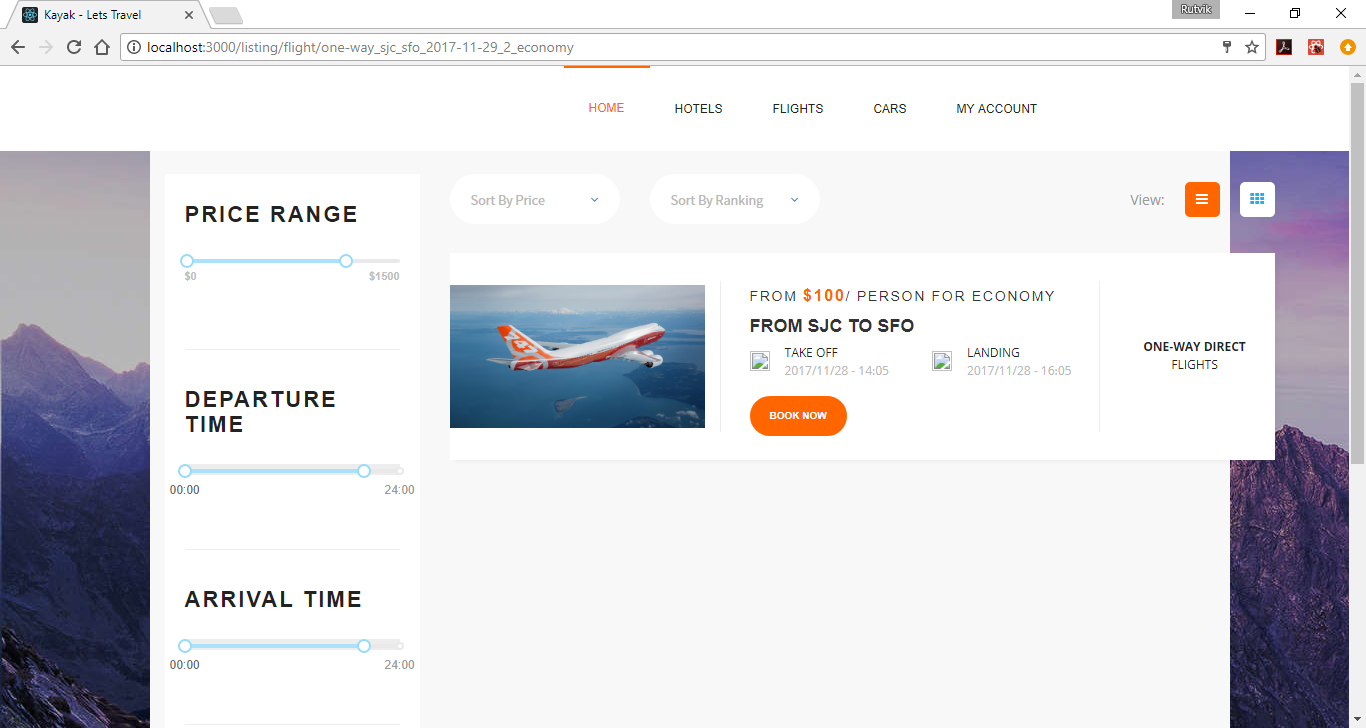 Kayak - Lets Travel
Rutvik
localhost:3000/listing/flight/one-way_sjc_sfo_2017-11-29_2_economy
HOME HOTELS FLIGHTS CARS MY ACCOUNT
PRICE RANGE
$0 $1500
DEPARTURE
TIME
00:00 24:00
ARRIVAL TIME
00:00 24:00
Sort By Price Sort By Ranking View:
747
FROM $100/ PERSON FOR ECONOMY
FROM SJC TO SFO
TAKE OFF LANDING
2017/11/28 - 14:05 2017/11/28 - 16:05
BOOK NOW
ONE-WAY DIRECT
FLIGHTS